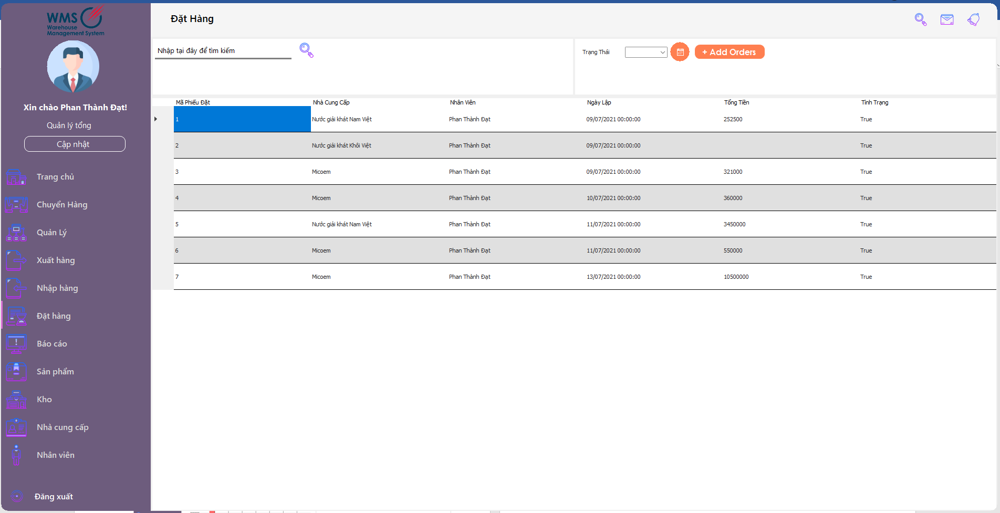 WMS
Warehouse
Management System
Xin chào Phan Thành Đạt!
Quản lý tổng
Cập nhật
Trang chủ
Chuyển Hàng
Quản Lý
Xuất hàng
Nhập hàng
Đặt hàng
Báo cáo
Sản phẩm
Kho
Nhà cung cấp
Nhân viên
Đăng xuất
Đặt Hàng
Nhập tại đây để tìm kiếm
Trạng Thái
+ Add Orders
Mã Phiếu Đặt Nhà Cung Cấp Nhân Viên Ngày Lập Tổng Tiền Tình Trạng
1 Nước giải khát Nam Việt Phan Thành Đạt 09/07/2021 00:00:00 252500 True
2 Nước giải khát Khôi Việt Phan Thành Đạt 09/07/2021 00:00:00 True
3 Micoem Phan Thành Đạt 09/07/2021 00:00:00 321000 True
4 Micoem Phan Thành Đạt 10/07/2021 00:00:00 360000 True
5 Nước giải khát Nam Việt Phan Thành Đạt 11/07/2021 00:00:00 3450000 True
6 Micoem Phan Thành Đạt 11/07/2021 00:00:00 550000 True
7 Micoem Phan Thành Đạt 13/07/2021 00:00:00 10500000 True